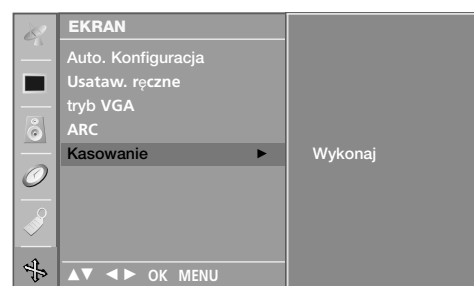 EKRAN
Auto. Konfiguracja
Usataw. ręczne
tryb VGA
ARC
Kasowanie ►
Wykonaj
▲▼ ◄► OK MENU